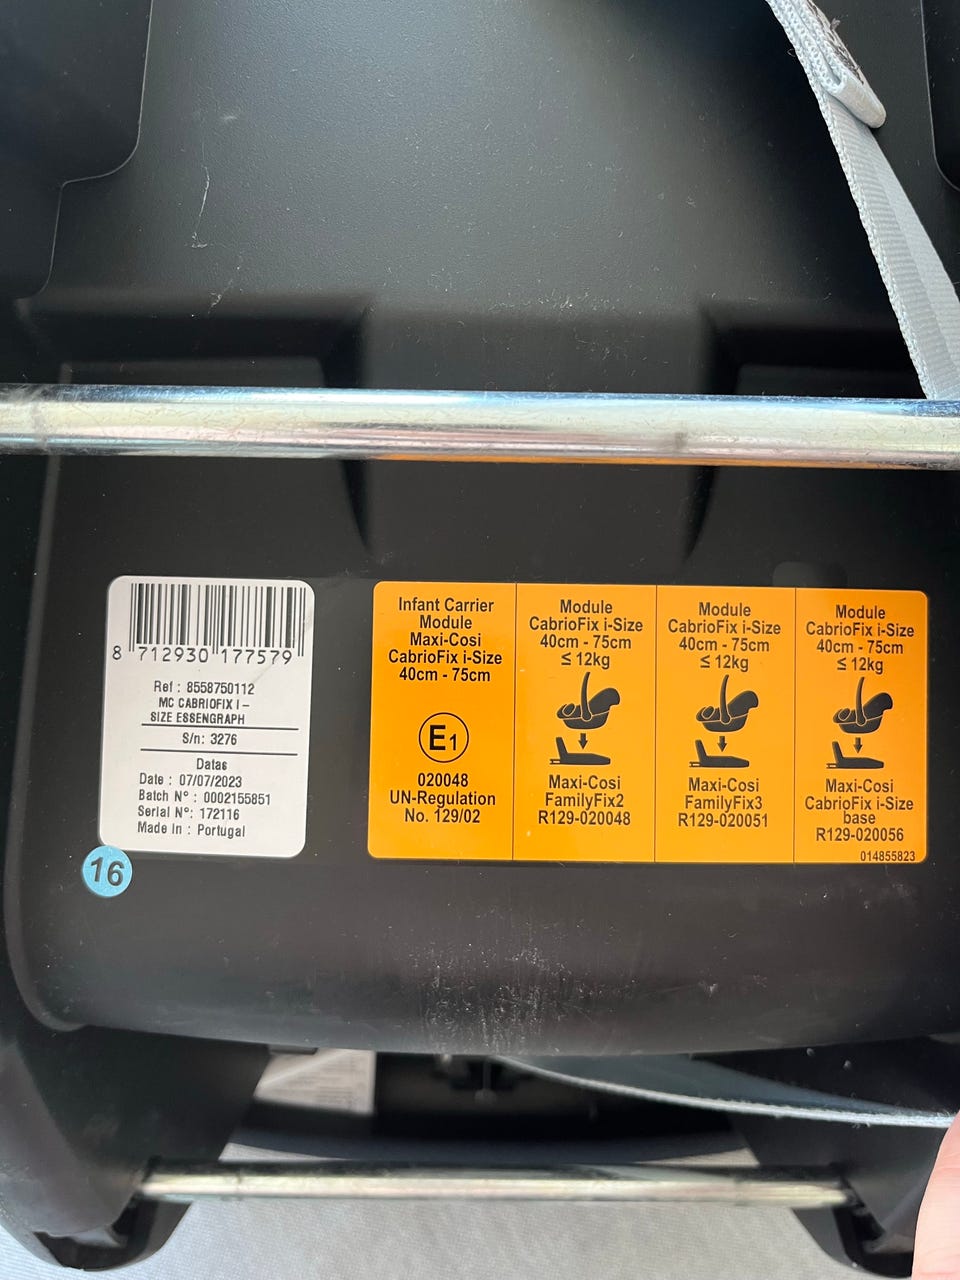 8 712930 177579
Ref : 8558750112
MC CABRIOFIX I-
SIZE ESSENGRAPH
S/n: 3276
Datas
Date : 07/07/2023
Batch N° : 0002155851
Serial N°: 172116
Made in : Portugal
16
Infant Carrier
Module
Maxi-Cosi
CabrioFix i-Size
40cm - 75cm
E1
020048
UN-Regulation
No. 129/02
Module
CabrioFix i-Size
40cm - 75cm
≤ 12kg
Maxi-Cosi
FamilyFix2
R129-020048
Module
CabrioFix i-Size
40cm - 75cm
≤ 12kg
Maxi-Cosi
FamilyFix3
R129-020051
Module
CabrioFix i-Size
40cm - 75cm
≤ 12kg
Maxi-Cosi
CabrioFix i-Size
base
R129-020056
014855823